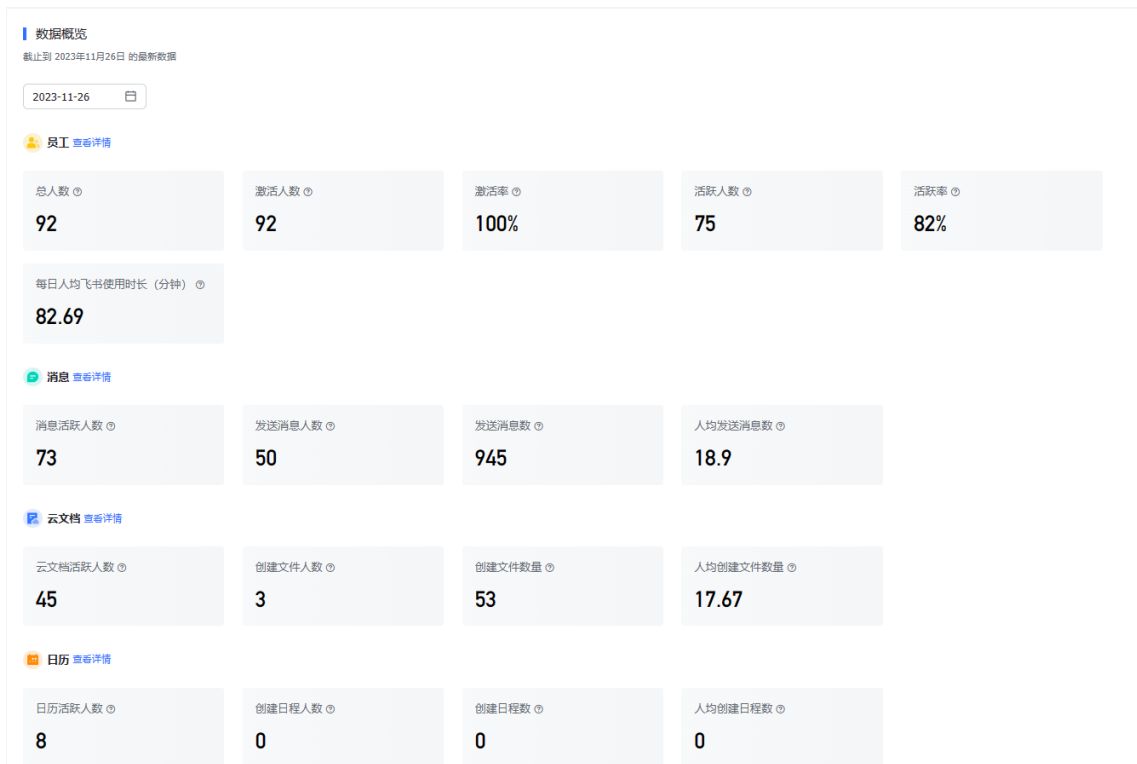 数据概览
截止到 2023年11月26日 的最新数据
2023-11-26
员工 查看详情
总人数 激活人数 激活率 活跃人数 活跃率
92 92 100% 75 82%
每日人均飞书使用时长（分钟）
82.69
消息 查看详情
消息活跃人数 发送消息人数 发送消息数 人均发送消息数
73 50 945 18.9
云文档 查看详情
云文档活跃人数 创建文件人数 创建文件数量 人均创建文件数量
45 3 53 17.67
日历 查看详情
日历活跃人数 创建日程人数 创建日程数 人均创建日程数
8 0 0 0